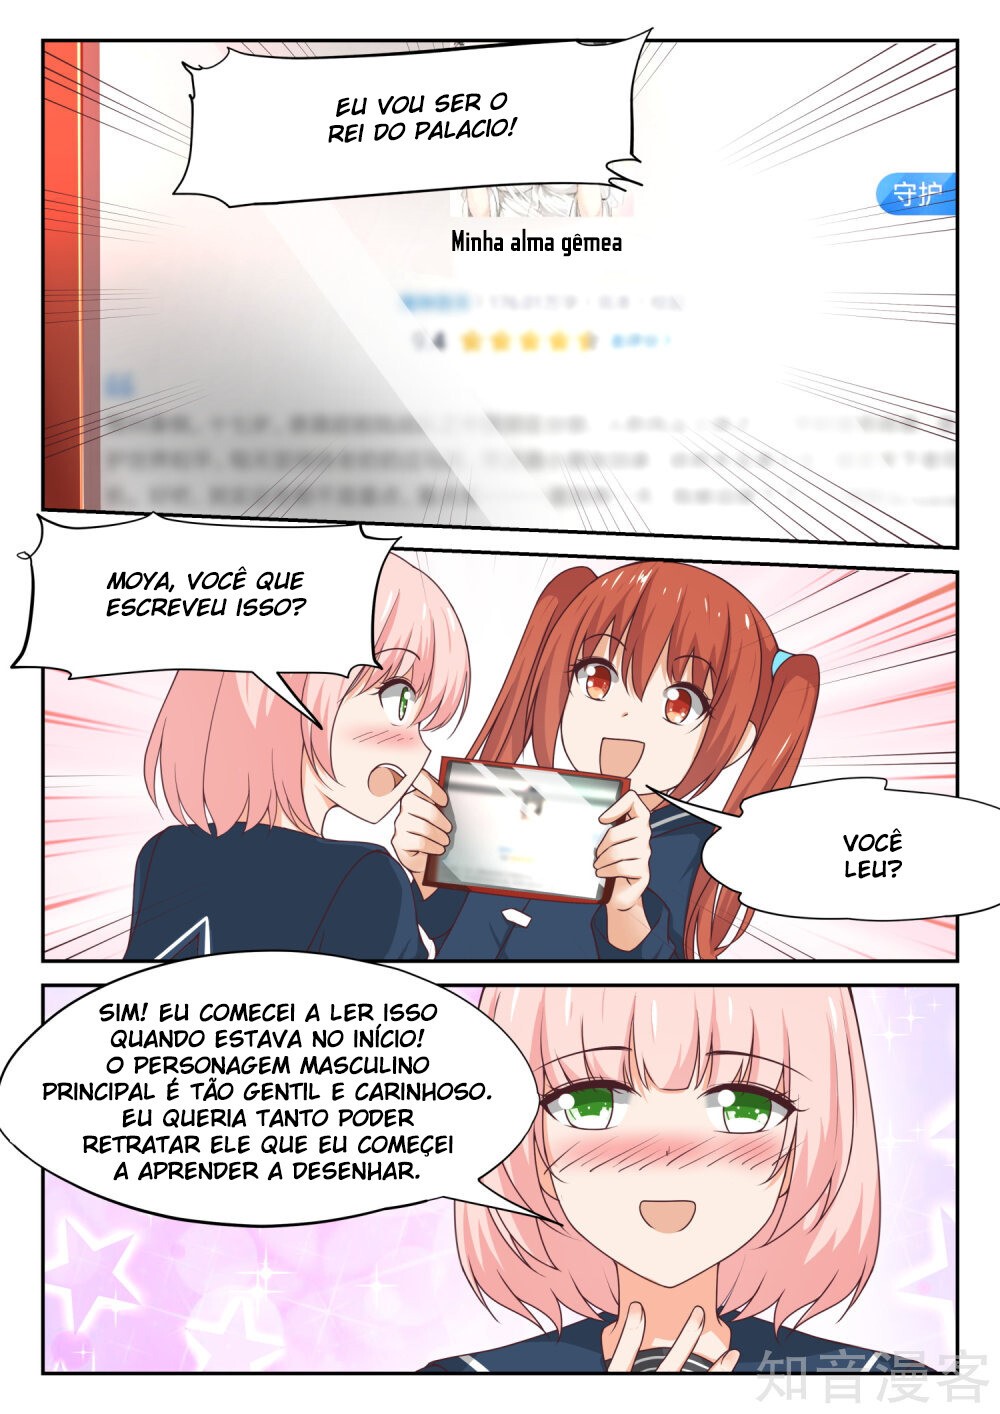 EU VOU SER O
REI DO PALACIO!
守护
Minha alma gêmea
MOYA, VOCÊ QUE
ESCREVEU ISSO?
VOCÊ
LEU?
SIM! EU COMECEI A LER ISSO
QUANDO ESTAVA NO INÍCIO!
O PERSONAGEM MASCULINO
PRINCIPAL É TÃO GENTIL E CARINHOSO.
EU QUERIA TANTO PODER
RETRATAR ELE QUE EU COMEÇEI
A APRENDER A DESENHAR.
知音漫客